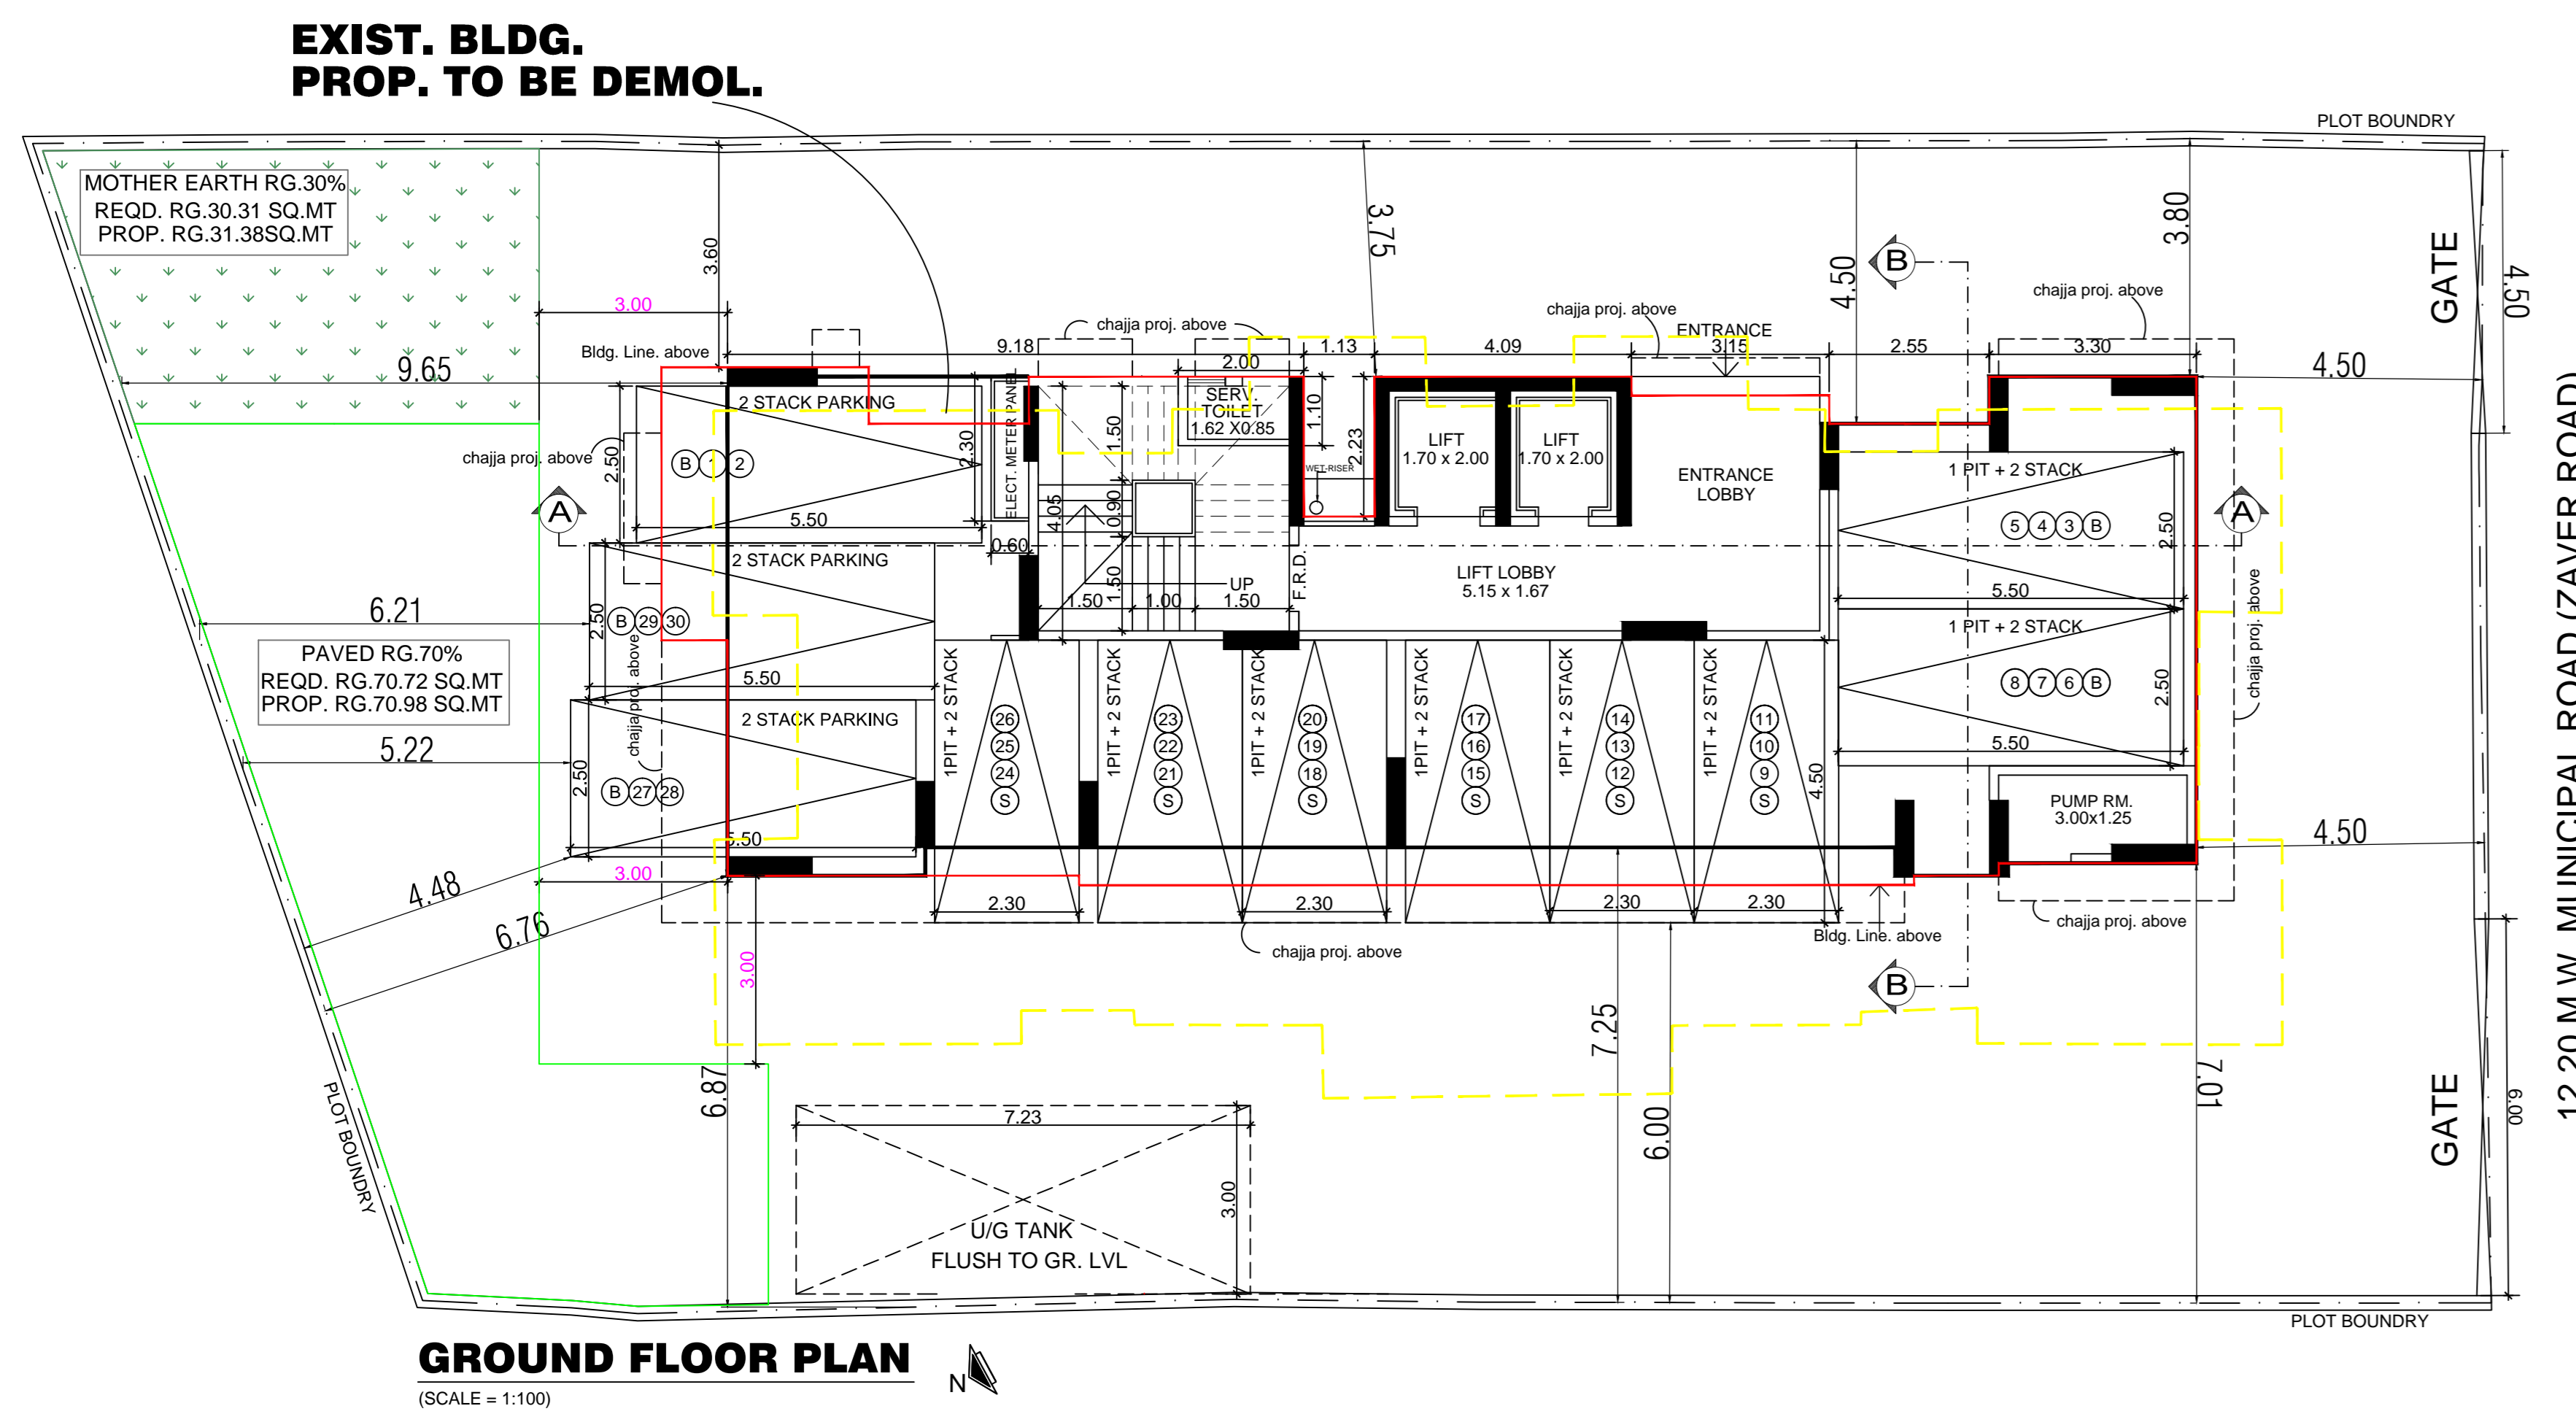 EXIST. BLDG.
PROP. TO BE DEMOL.
PLOT BOUNDRY
MOTHER EARTH RG.30%
REQD. RG.30.31 SQ.MT
PROP. RG.31.38SQ.MT
3.60
3.75
4.50
3.80
B
GATE
4.50
3.00
chajja proj. above
chajja proj. above
chajja proj. above
ENTRANCE
Bldg. Line. above
9.18
1.13
4.09
3.15
2.55
3.30
9.65
2.00
4.50
2 STACK PARKING
ELECT. METER PANEL
SERV.
TOILET
1.62 X0.85
1.10
2.23
1.50
2.30
2.50
chajja proj. above
B
1
2
LIFT
1.70 x 2.00
LIFT
1.70 x 2.00
WET-RISER
ENTRANCE
LOBBY
1 PIT + 2 STACK
A
5.50
4.05
0.90
5
4
3
B
2.50
A
0.60
2 STACK PARKING
1.50
UP
F.R.D.
LIFT LOBBY
5.15 x 1.67
5.50
6.21
2.50
B
29
30
1.50
1.00
1.50
1 PIT + 2 STACK
chajja proj. above
PAVED RG.70%
REQD. RG.70.72 SQ.MT
PROP. RG.70.98 SQ.MT
chajja proj. above
5.50
8
7
6
B
2.50
2 STACK PARKING
1PIT + 2 STACK
26
25
24
S
1PIT + 2 STACK
23
22
21
S
1PIT + 2 STACK
20
19
18
S
1PIT + 2 STACK
17
16
15
S
1PIT + 2 STACK
14
13
12
S
1PIT + 2 STACK
11
10
9
S
4.50
5.50
5.22
2.50
B
27
28
PUMP RM.
3.00x1.25
5.50
4.50
3.00
4.48
6.76
2.30
2.30
2.30
2.30
chajja proj. above
Bldg. Line. above
chajja proj. above
3.00
B
7.25
6.87
6.00
7.01
GATE
6.00
12.20 M.W. MUNICIPAL ROAD (ZAVER ROAD)
PLOT BOUNDRY
7.23
3.00
U/G TANK
FLUSH TO GR. LVL
PLOT BOUNDRY
GROUND FLOOR PLAN
N
(SCALE = 1:100)